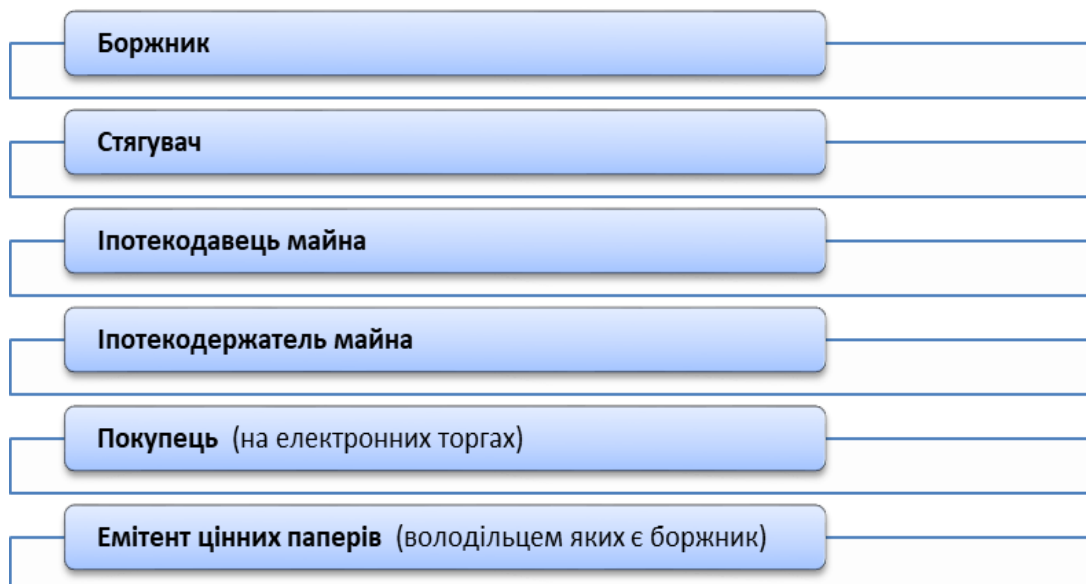 Боржник
Стягувач
Іпотекодавець майна
Іпотекодержатель майна
Покупець (на електронних торгах)
Емітент цінних паперів (володільцем яких є боржник)